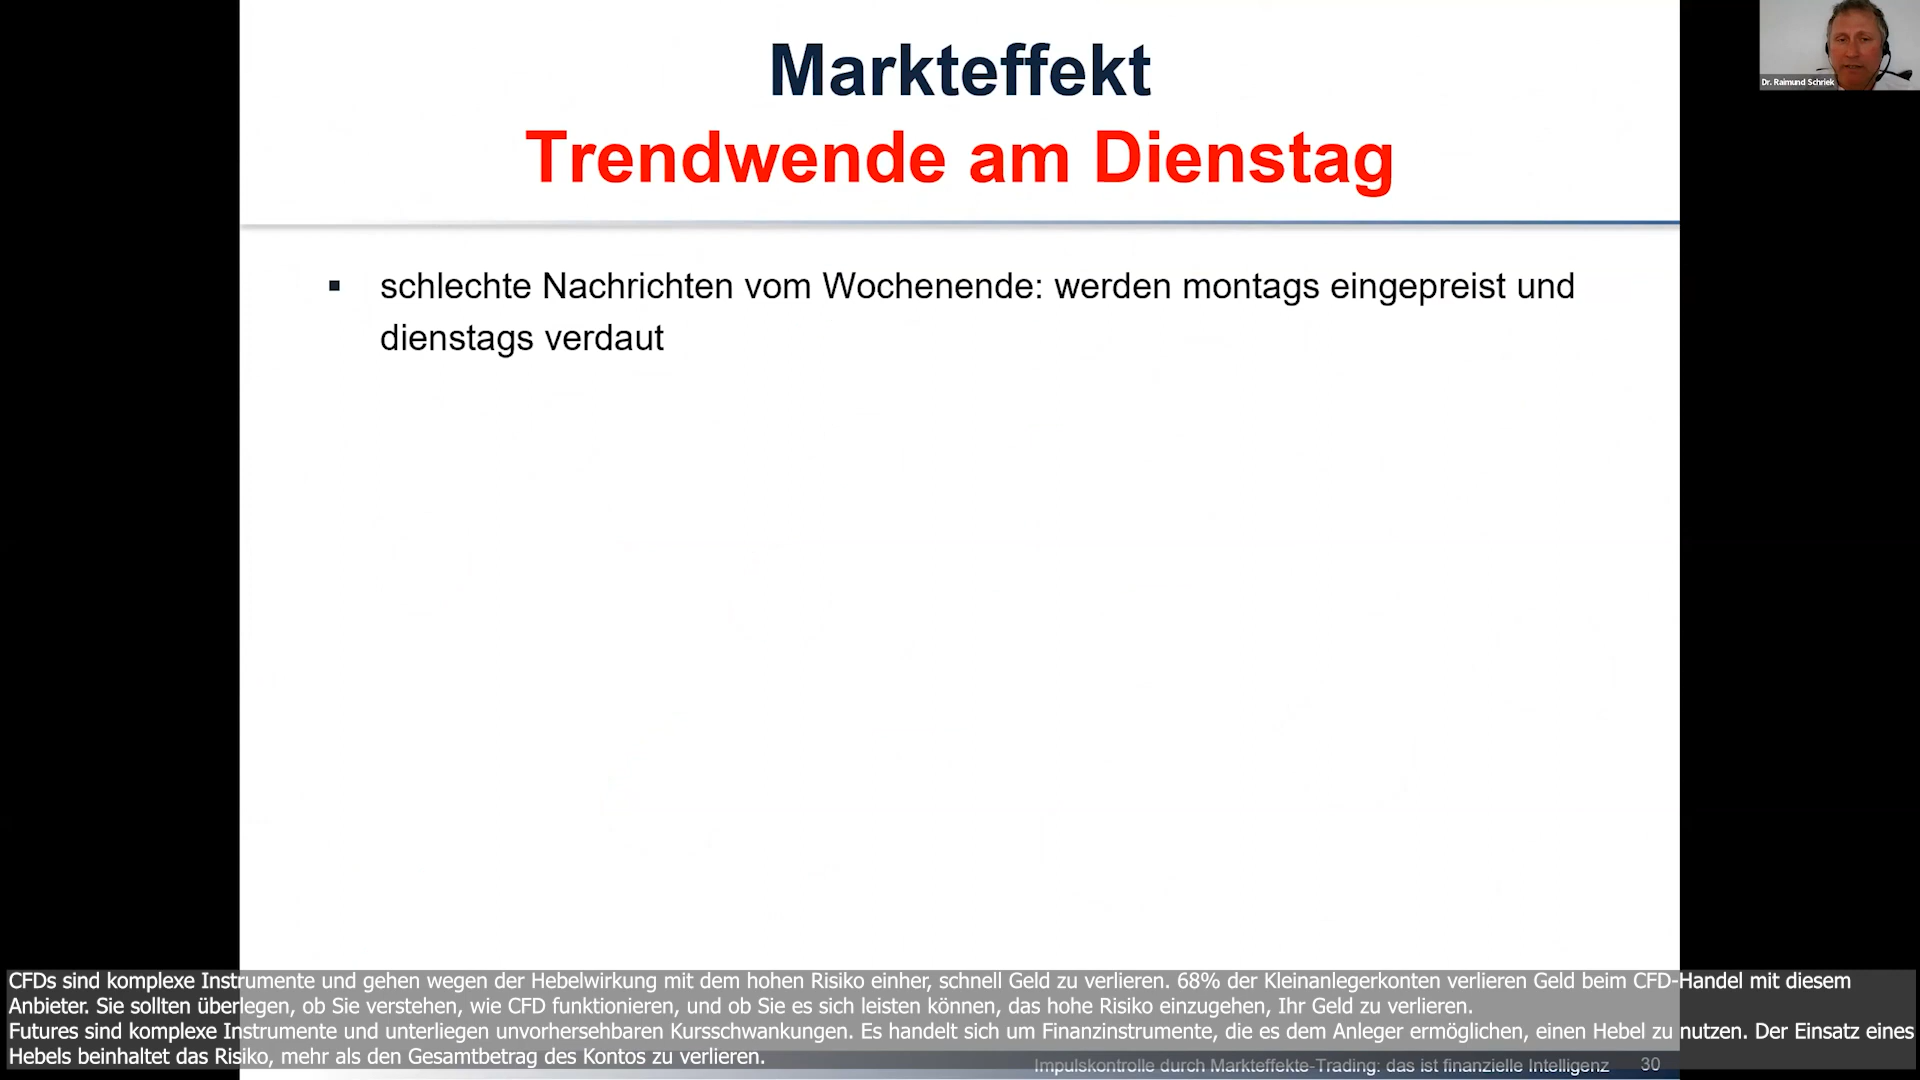 Markteffekt
Trendwende am Dienstag
Dr. Raimund Schriek
▪ schlechte Nachrichten vom Wochenende: werden montags eingepreist und
dienstags verdaut
CFDs sind komplexe Instrumente und gehen wegen der Hebelwirkung mit dem hohen Risiko einher, schnell Geld zu verlieren. 68% der Kleinanlegerkonten verlieren Geld beim CFD-Handel mit diesem
Anbieter. Sie sollten überlegen, ob Sie verstehen, wie CFD funktionieren, und ob Sie es sich leisten können, das hohe Risiko einzugehen, Ihr Geld zu verlieren.
Futures sind komplexe Instrumente und unterliegen unvorhersehbaren Kursschwankungen. Es handelt sich um Finanzinstrumente, die es dem Anleger ermöglichen, einen Hebel zu nutzen. Der Einsatz eines
Hebels beinhaltet das Risiko, mehr als den Gesamtbetrag des Kontos zu verlieren.
Impulskontrolle durch Markteffekte-Trading: das ist finanzielle Intelligenz 30